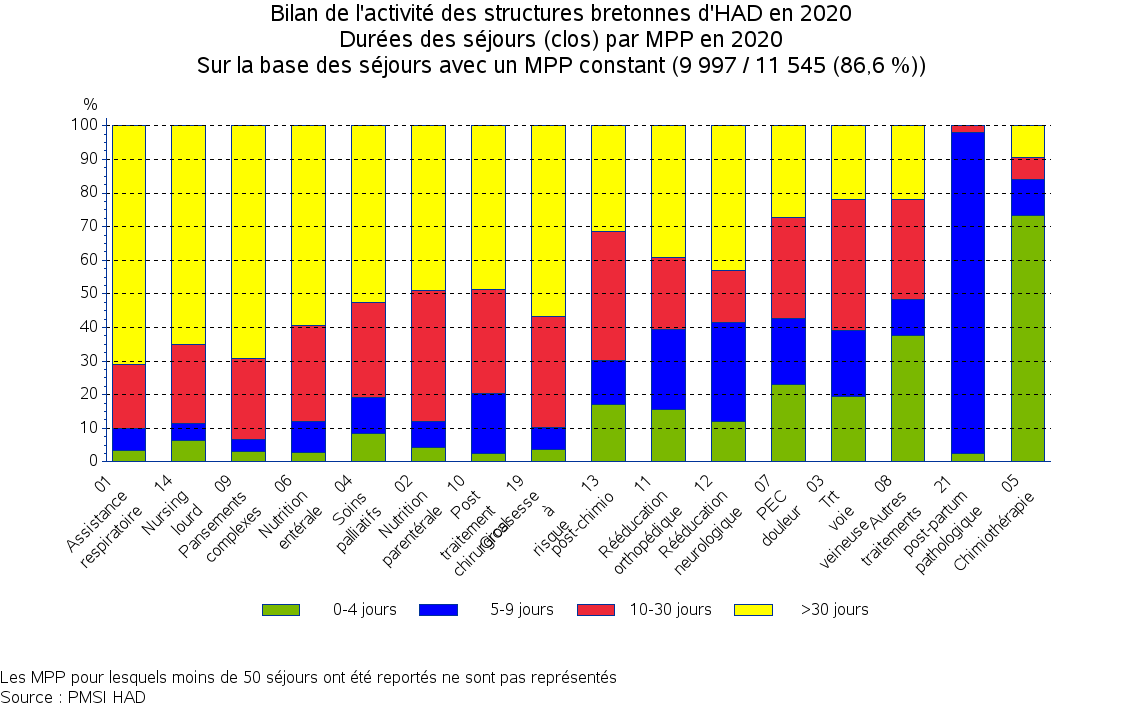 Bilan de l'activité des structures bretonnes d'HAD en 2020
Durées des séjours (clos) par MPP en 2020
Sur la base des séjours avec un MPP constant (9 997 / 11 545 (86,6 %))
%
100
90
80
70
60
50
40
30
20
10
0
01
Assistance
respiratoire
14
Nursing
lourd
09
Pansements
complexes
06
Nutrition
entérale
04
Soins
palliatifs
02
Nutrition
parentérale
10
Post
traitement
chirurgical
19
Grossesse
à
risque
13
post-chimio
11
Rééducation
orthopédique
12
Rééducation
neurologique
07
PEC
douleur
03
Trt
voie
veineuse
08
Autres
traitements
21
post-partum
pathologique
05
Chimiothérapie
0-4 jours
5-9 jours
10-30 jours
>30 jours
Les MPP pour lesquels moins de 50 séjours ont été reportés ne sont pas représentés
Source : PMSI HAD